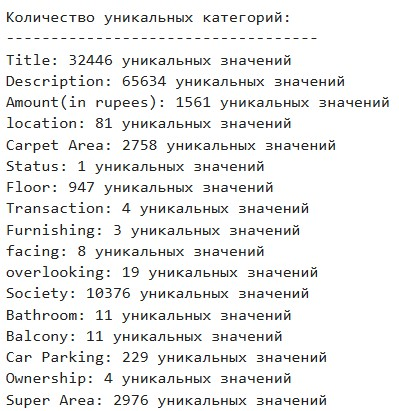 Количество уникальных категорий:
-----------------------------------
Title: 32446 уникальных значений
Description: 65634 уникальных значений
Amount(in rupees): 1561 уникальных значений
location: 81 уникальных значений
Carpet Area: 2758 уникальных значений
Status: 1 уникальных значений
Floor: 947 уникальных значений
Transaction: 4 уникальных значений
Furnishing: 3 уникальных значений
facing: 8 уникальных значений
overlooking: 19 уникальных значений
Society: 10376 уникальных значений
Bathroom: 11 уникальных значений
Balcony: 11 уникальных значений
Car Parking: 229 уникальных значений
Ownership: 4 уникальных значений
Super Area: 2976 уникальных значений